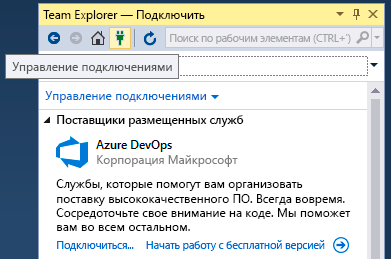 Team Explorer — Подключить
Поиск по рабочим элементам (CTRL+')
Управление подключениями
Управление подключениями
Поставщики размещенных служб
Azure DevOps
Корпорация Майкрософт
Службы, которые помогут вам организовать
поставку высококачественного ПО. Всегда вовремя.
Сосредоточьте свое внимание на коде. Мы поможет
вам во всем остальном.
Подключиться... Начать работу с бесплатной версией